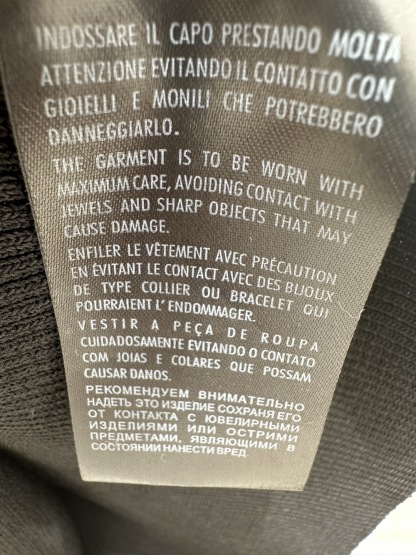 INDOSSARE IL CAPO PRESTANDO MOLTA
ATTENZIONE EVITANDO IL CONTATTO CON
GIOIELLI E MONILI CHE POTREBBERO
DANNEGGIARLO.
THE GARMENT IS TO BE WORN WITH
MAXIMUM CARE, AVOIDING CONTACT WITH
JEWELS AND SHARP OBJECTS THAT MAY
CAUSE DAMAGE.
ENFILER LE VÊTEMENT AVEC PRÉCAUTION
EN ÉVITANT LE CONTACT AVEC DES BIJOUX
DE TYPE COLLIER OU BRACELET QUI
POURRAIENT L'ENDOMMAGER.
VESTIR A PEÇA DE ROUPA
CUIDADOSAMENTE EVITANDO O CONTATO
COM JOIAS E COLARES QUE POSSAM
CAUSAR DANOS.
РЕКОМЕНДУЕМ ВНИМАТЕЛЬНО
НАДЕТЬ ЭТО ИЗДЕЛИЕ СОХРАНЯ ЕГО
ОТ КОНТАКТА С ЮВЕЛИРНЫМИ
ИЗДЕЛИЯМИ ИЛИ ОСТРИМИ
ПРЕДМЕТАМИ, ЯВЛЯЮЩИМИ В
СОСТОЯНИИ НАНЕСТИ ВРЕД.